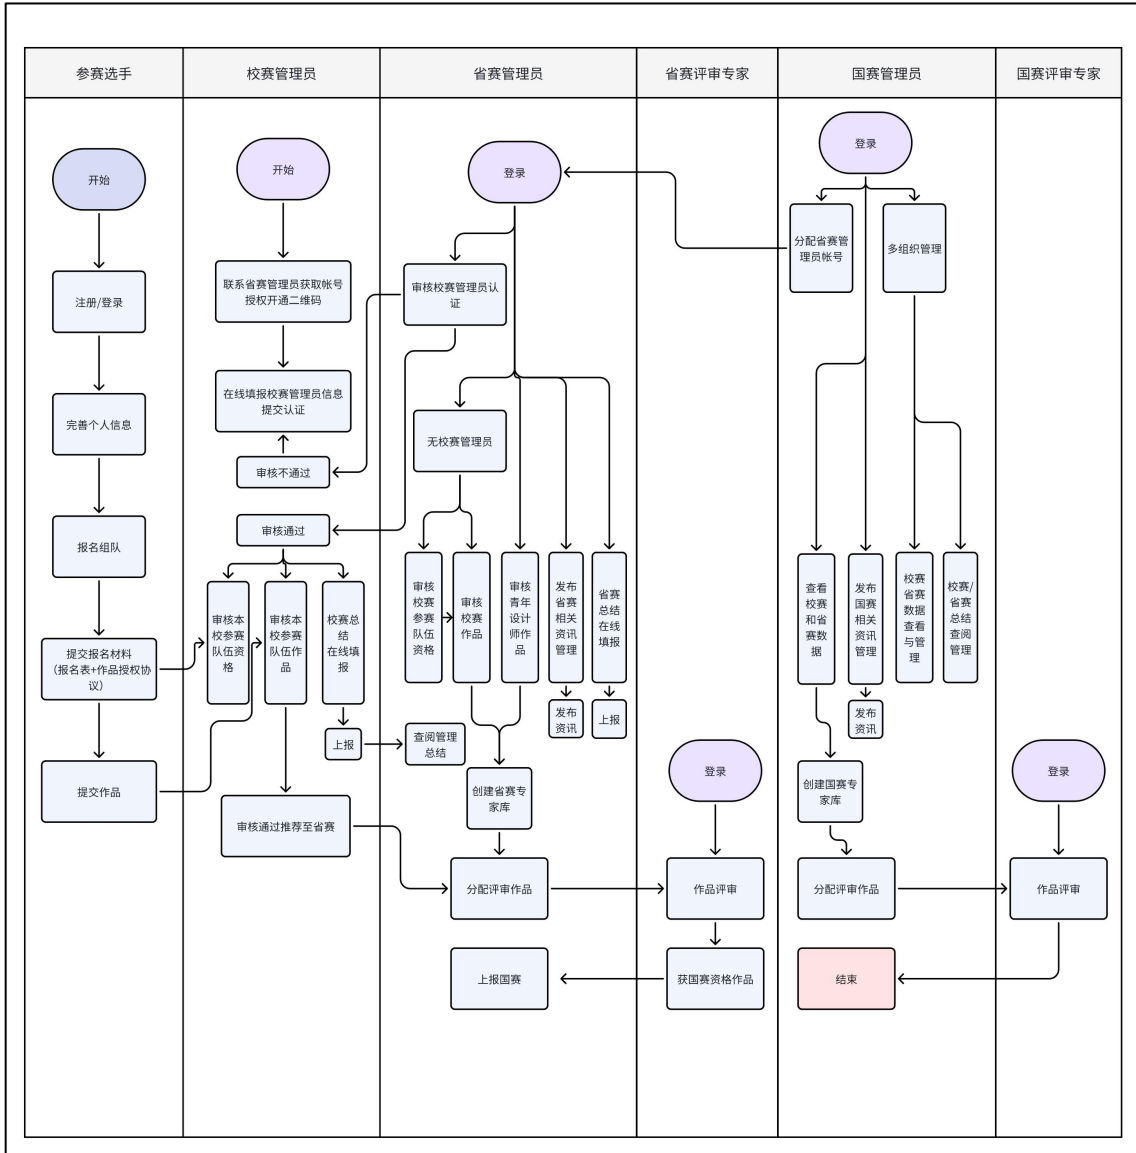 参赛选手
校赛管理员
省赛管理员
省赛评审专家
国赛管理员
国赛评审专家
开始
注册/登录
完善个人信息
报名组队
提交报名材料
（报名表+作品授权协
议）
提交作品
开始
联系省赛管理员获取帐号
授权开通二维码
在线填报校赛管理员信息
提交认证
审核不通过
审核通过
审核本
校参赛
队伍资
格
审核本
校参赛
队伍作
品
校赛总
结
在线填
报
上报
审核通过推荐至省赛
登录
审核校赛管理员认
证
无校赛管理员
审核
校赛
参赛
队伍
资格
审核
校赛
作品
审核
青年
设计
师作
品
发布
省赛
相关
资讯
管理
省赛
总结
在线
填报
发布
资讯
上报
查阅管理
总结
创建省赛专
家库
分配评审作品
上报国赛
登录
作品评审
获国赛资格作品
登录
分配省赛管
理员帐号
多组织管理
查看
校赛
和省
赛数
据
发布
国赛
相关
资讯
管理
校赛
省赛
数据
查看
与管
理
校赛/
省赛
总结
查阅
管理
发布
资讯
创建国赛专
家库
分配评审作品
结束
登录
作品评审